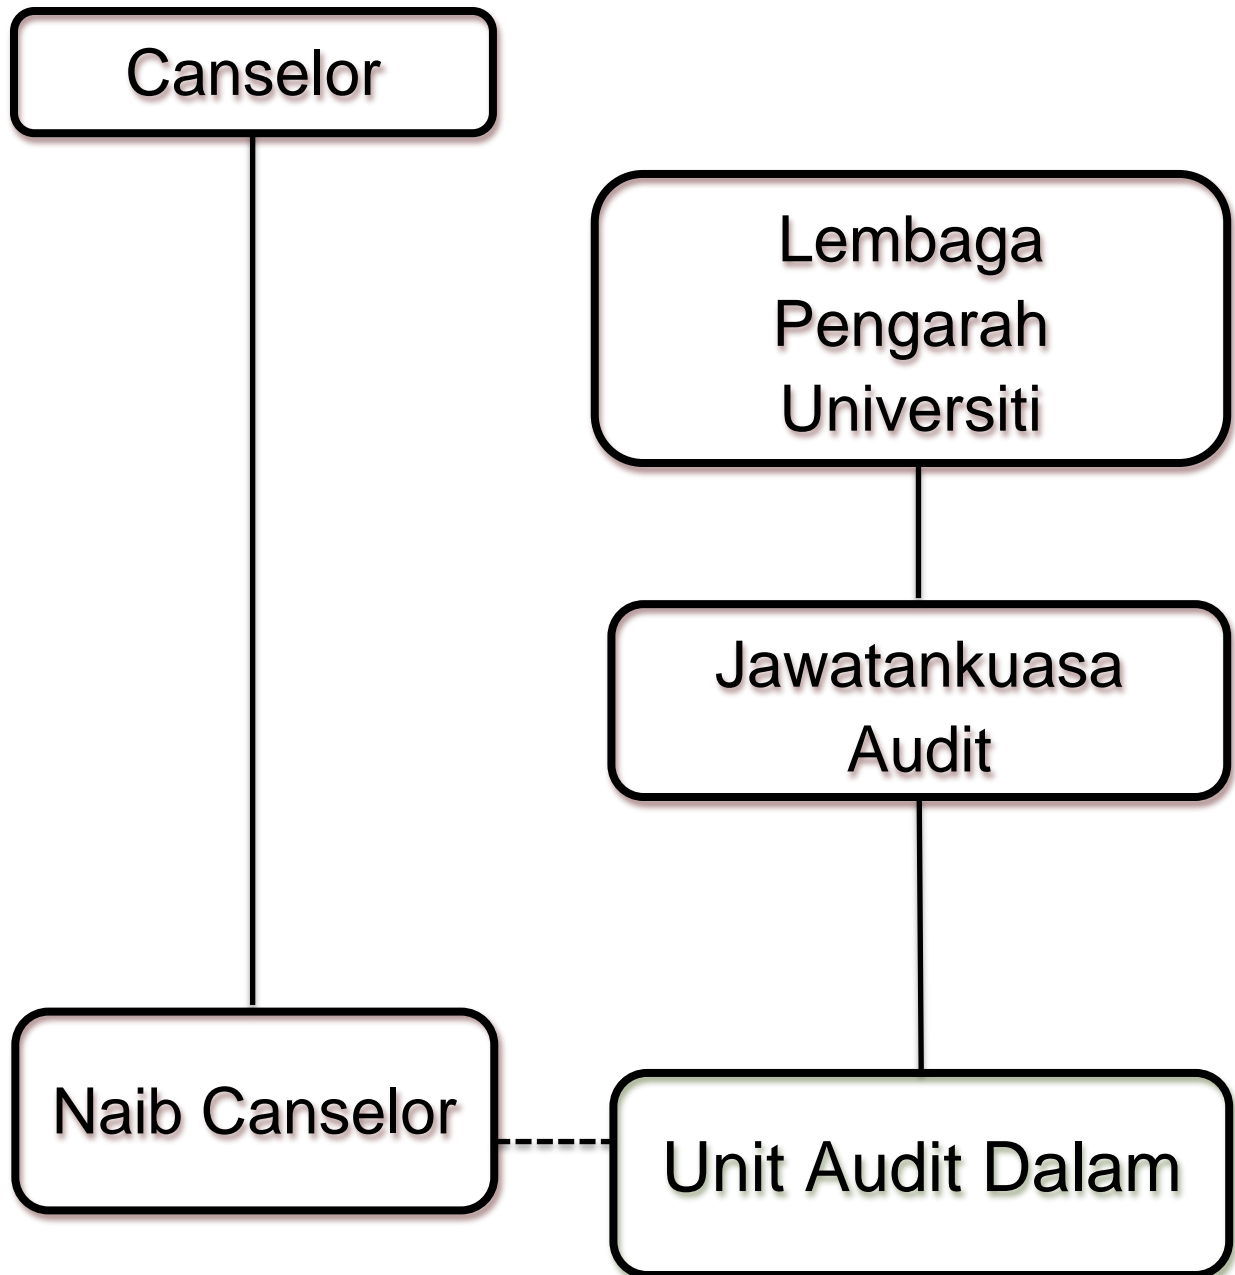 Canselor
Lembaga
Pengarah
Universiti
Jawatankuasa
Audit
Naib Canselor
Unit Audit Dalam